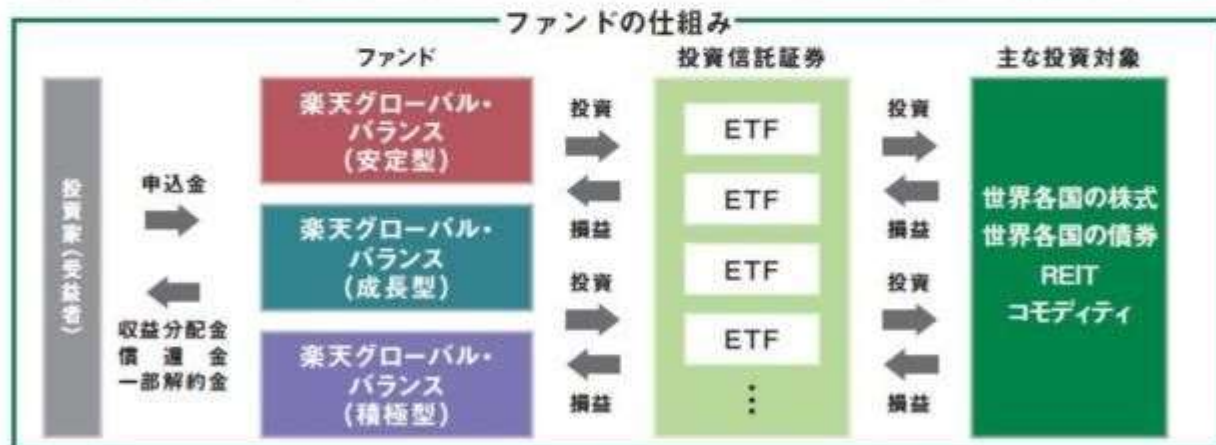 ファンドの仕組み
ファンド
投資信託証券
主な投資対象
投資家(受益者)
申込金
収益分配金
償還金
一部解約金
楽天グローバル・
バランス
(安定型)
楽天グローバル・
バランス
(成長型)
楽天グローバル・
バランス
(積極型)
投資
損益
投資
損益
ETF
ETF
ETF
ETF
⋮
投資
損益
投資
損益
世界各国の株式
世界各国の債券
REIT
コモディティ